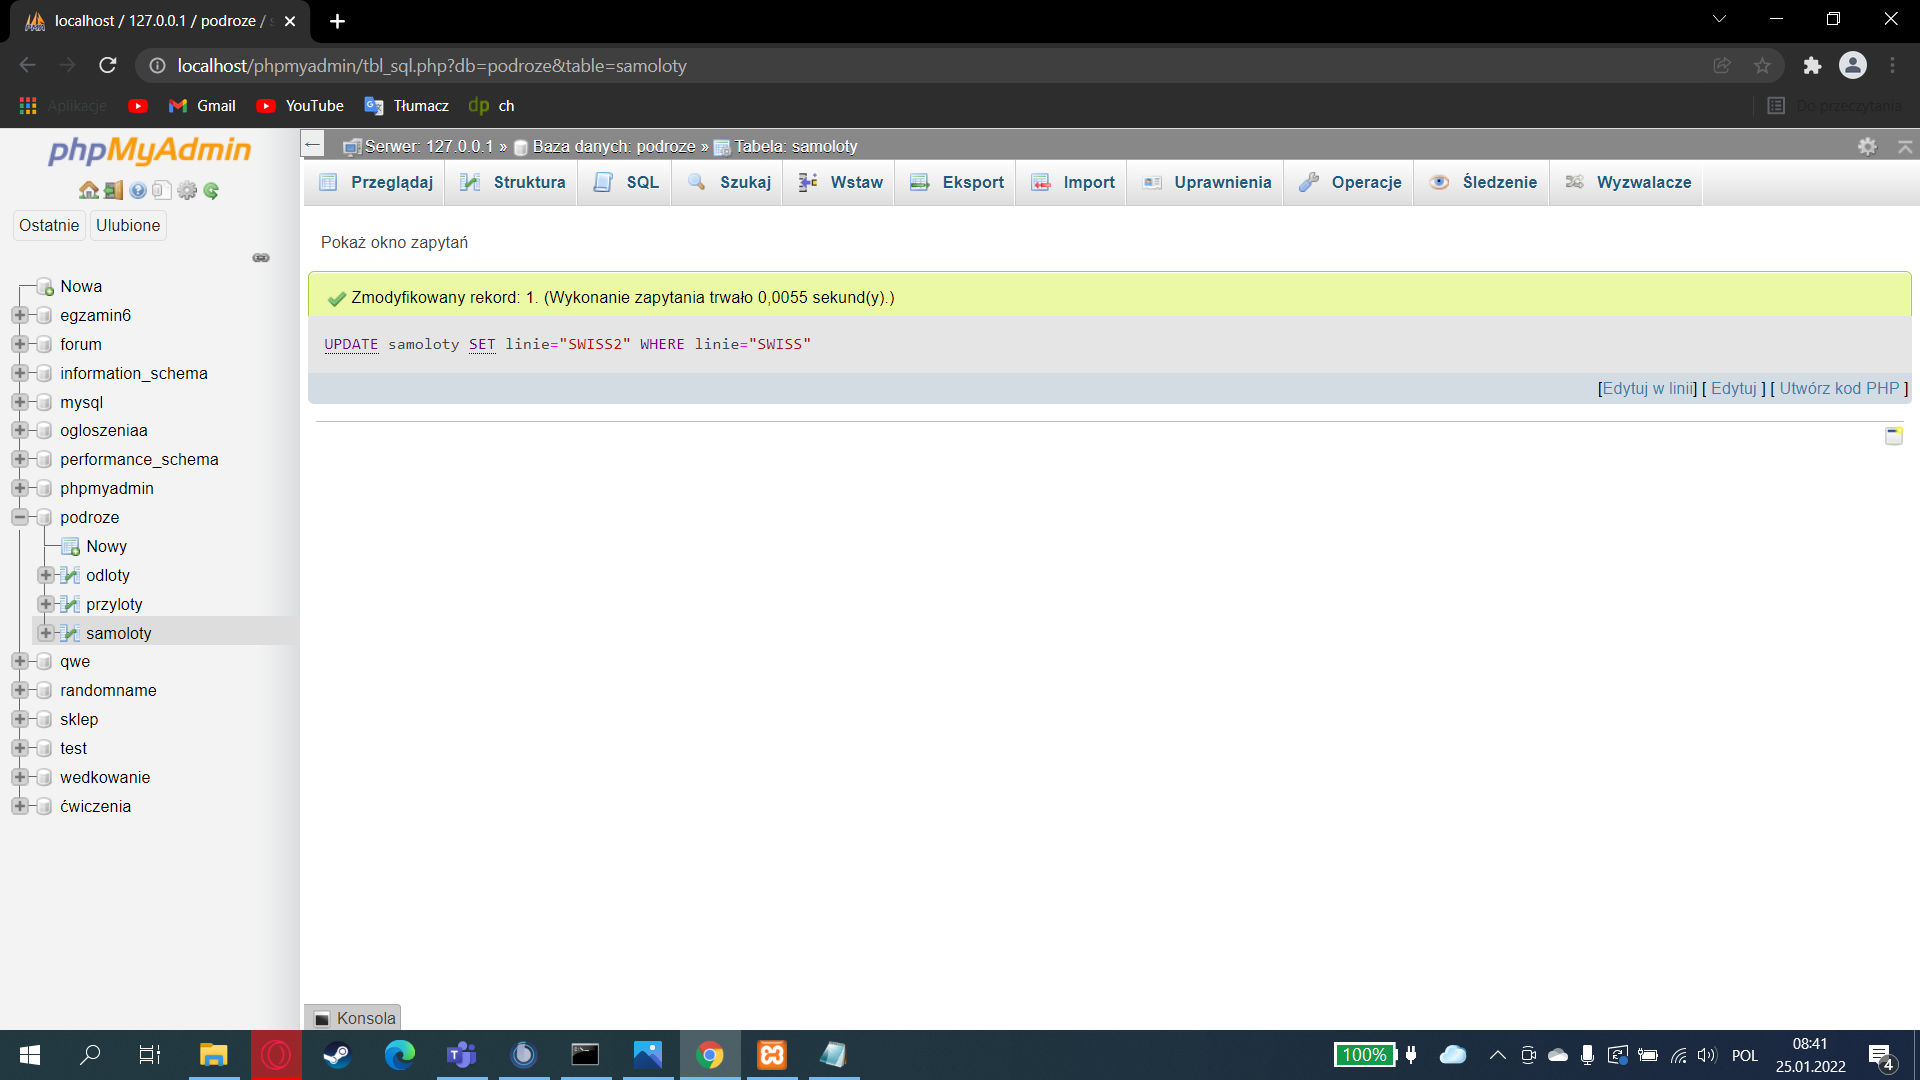 localhost / 127.0.0.1 / podroze / s
localhost/phpmyadmin/tbl_sql.php?db=podroze&table=samoloty
Aplikacje
Gmail
YouTube
Tłumacz
dp ch
Do przeczytania
phpMyAdmin
Ostatnie
Ulubione
Nowa
egzamin6
forum
information_schema
mysql
ogloszeniaa
performance_schema
phpmyadmin
podroze
Nowy
odloty
przyloty
samoloty
qwe
randomname
sklep
test
wedkowanie
ćwiczenia
Serwer: 127.0.0.1 » Baza danych: podroze » Tabela: samoloty
Przeglądaj
Struktura
SQL
Szukaj
Wstaw
Eksport
Import
Uprawnienia
Operacje
Śledzenie
Wyzwalacze
Pokaż okno zapytań
Zmodyfikowany rekord: 1. (Wykonanie zapytania trwało 0,0055 sekund(y).)
UPDATE samoloty SET linie="SWISS2" WHERE linie="SWISS"
[Edytuj w linii] [ Edytuj ] [ Utwórz kod PHP ]
Konsola
100%
POL
08:41
25.01.2022
4